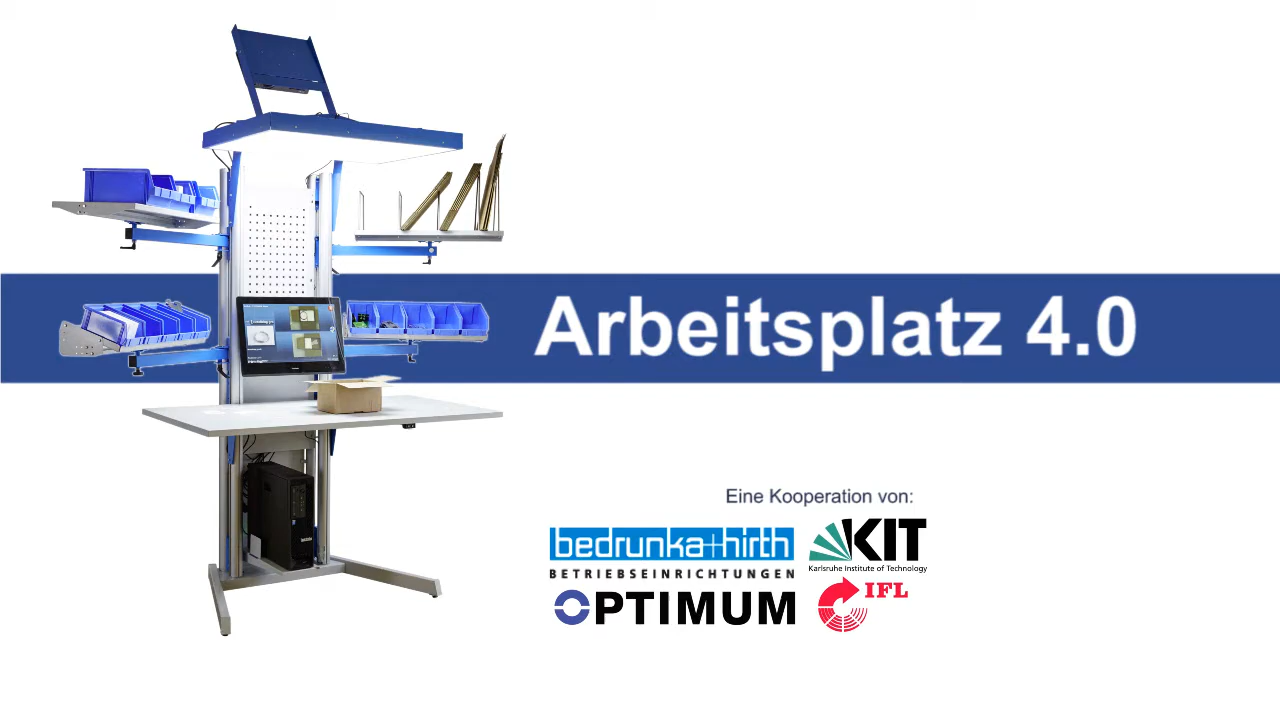 Arbeitsplatz 4.0
Eine Kooperation von:
bedrunka+hirth
BETRIEBSEINRICHTUNGEN
KIT
Karlsruhe Institute of Technology
OPTIMUM
IFL